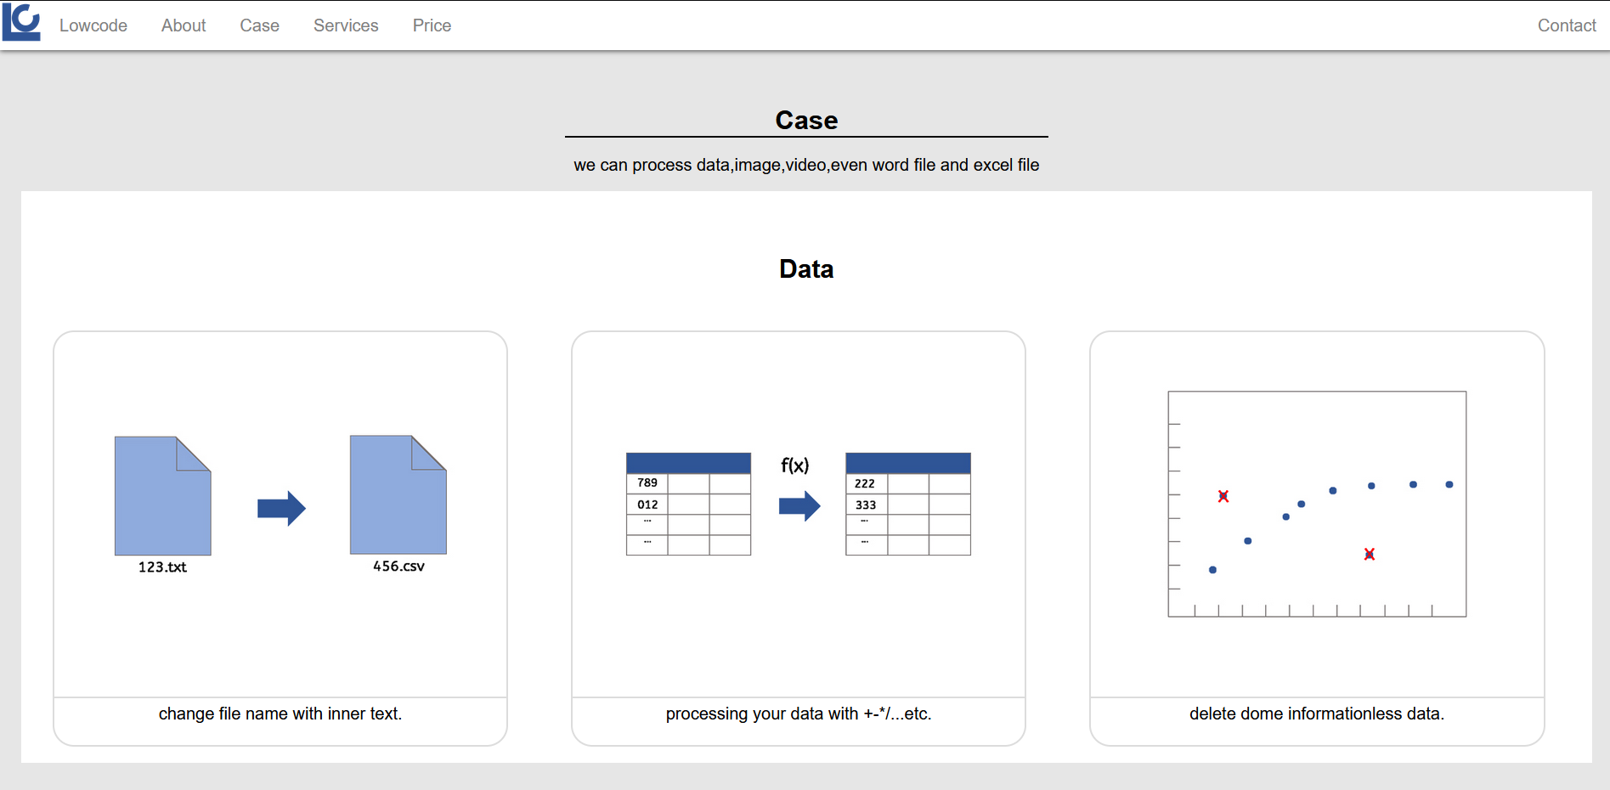 LC Lowcode About Case Services Price Contact
Case
we can process data,image,video,even word file and excel file
Data
123.txt 456.csv
change file name with inner text.
f(x)
789 222
012 333
... ...
... ...
processing your data with +-*/...etc.
delete dome informationless data.